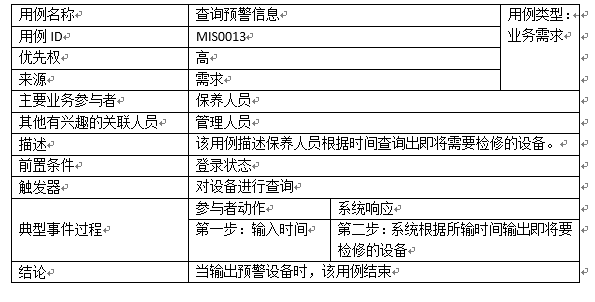 用例名称 查询预警信息 用例类型：
用例 ID MIS0013 业务需求
优先权 高
来源 需求
主要业务参与者 保养人员
其他有兴趣的关联人员 管理人员
描述 该用例描述保养人员根据时间查询出即将需要检修的设备。
前置条件 登录状态
触发器 对设备进行查询
典型事件过程 参与者动作 系统响应
第一步：输入时间 第二步：系统根据所输时间输出即将要
检修的设备
结论 当输出预警设备时，该用例结束